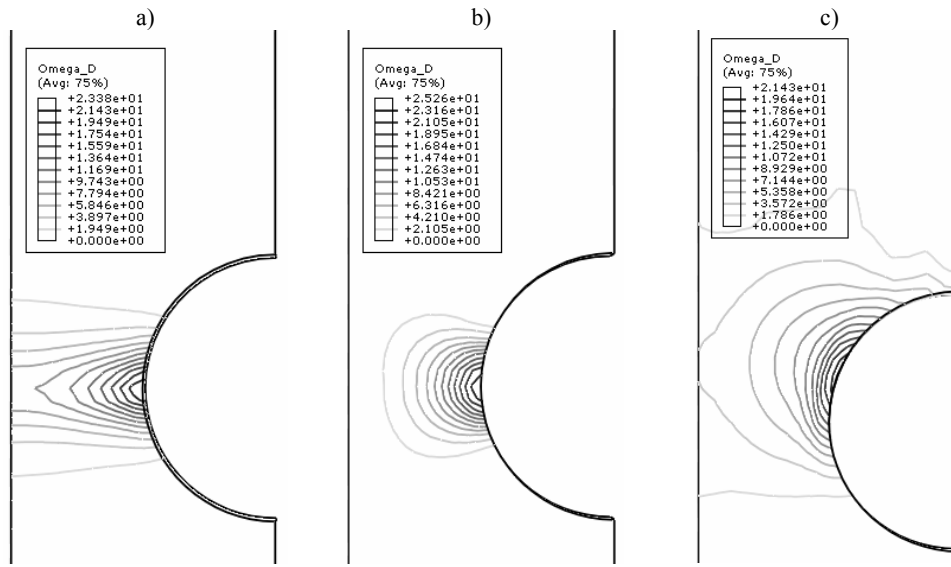 a)
Omega_D
(Avg: 75%)
+2.338e+01
+2.143e+01
+1.949e+01
+1.754e+01
+1.559e+01
+1.364e+01
+1.169e+01
+9.743e+00
+7.794e+00
+5.846e+00
+3.897e+00
+1.949e+00
+0.000e+00
b)
Omega_D
(Avg: 75%)
+2.526e+01
+2.316e+01
+2.105e+01
+1.895e+01
+1.684e+01
+1.474e+01
+1.263e+01
+1.053e+01
+8.421e+00
+6.316e+00
+4.210e+00
+2.105e+00
+0.000e+00
c)
Omega_D
(Avg: 75%)
+2.143e+01
+1.964e+01
+1.786e+01
+1.607e+01
+1.429e+01
+1.250e+01
+1.072e+01
+8.929e+00
+7.144e+00
+5.358e+00
+3.572e+00
+1.786e+00
+0.000e+00